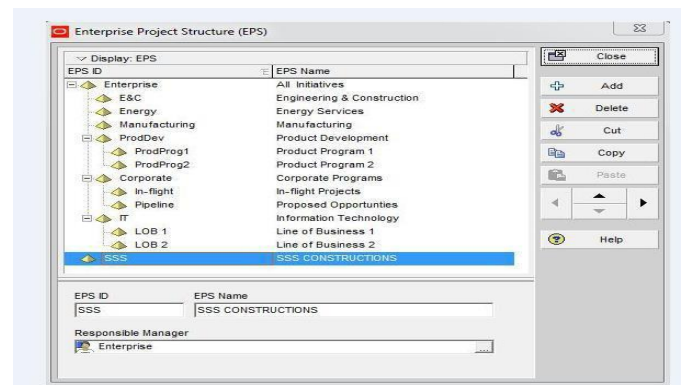 Enterprise Project Structure (EPS)
Display: EPS
EPS ID EPS Name
Enterprise All Initiatives
E&C Engineering & Construction
Energy Energy Services
Manufacturing Manufacturing
ProdDev Product Development
ProdProg1 Product Program 1
ProdProg2 Product Program 2
Corporate Corporate Programs
In-flight In-flight Projects
Pipeline Proposed Opportunties
IT Information Technology
LOB 1 Line of Business 1
LOB 2 Line of Business 2
SSS SSS CONSTRUCTIONS
EPS ID EPS Name
SSS SSS CONSTRUCTIONS
Responsible Manager
Enterprise
...
Close
Add
Delete
Cut
Copy
Paste
Help